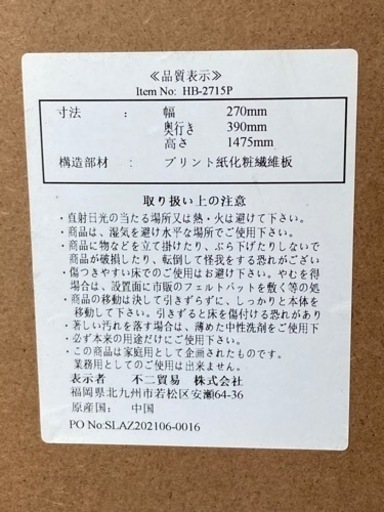 ≪品質表示≫
Item No: HB-2715P
寸法 : 幅 270mm
奥行き 390mm
高さ 1475mm
構造部材 : プリント紙化粧繊維板
取り扱い上の注意
・直射日光の当たる場所又は熱・火は避けて下さい。
・商品は、湿気を避け水平な場所でご使用下さい。
・商品に物などを立て掛けたり、ぶら下げたりしないで
商品が破損したり、転倒して怪我をする恐れがござい
・傷つきやすい床でのご使用はお避け下さい。やむを得
場合は、設置面に市販のフェルトパットを敷く等の処
・商品の移動は決して引きずらずに、しっかりと本体を
移動して下さい。引きずると床を傷付ける恐れがあり
・著しい汚れを落す場合は、薄めた中性洗剤をご使用下
・必ず本来の用途だけにご使用下さい。
・この商品は家庭用として企画されたものです。
業務用としての使用はお止め下さい。
表示者 不二貿易 株式会社
福岡県北九州市若松区安瀬64-36
原産国: 中国
PO No:SLAZ202106-0016